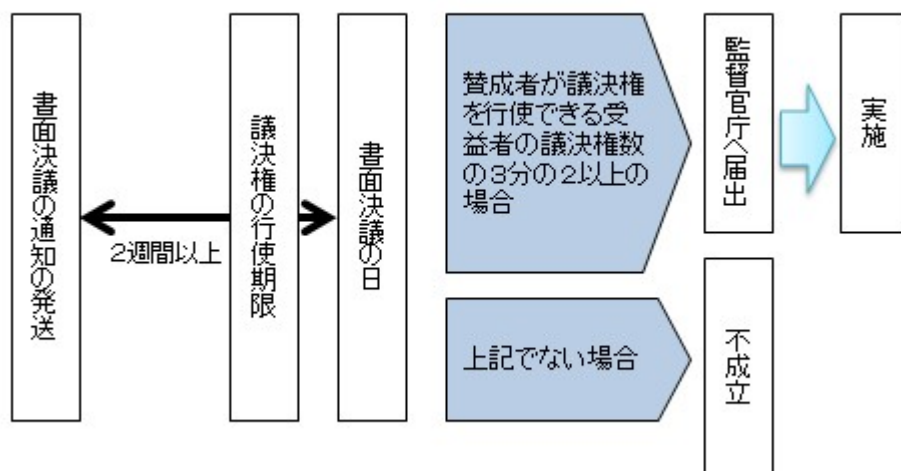 書面決議の通知の発送
2週間以上
議決権の行使期限
書面決議の日
賛成者が議決権
を行使できる受
益者の議決権数
の3分の2以上の
場合
監督官庁へ届出
実施
上記でない場合
不成立